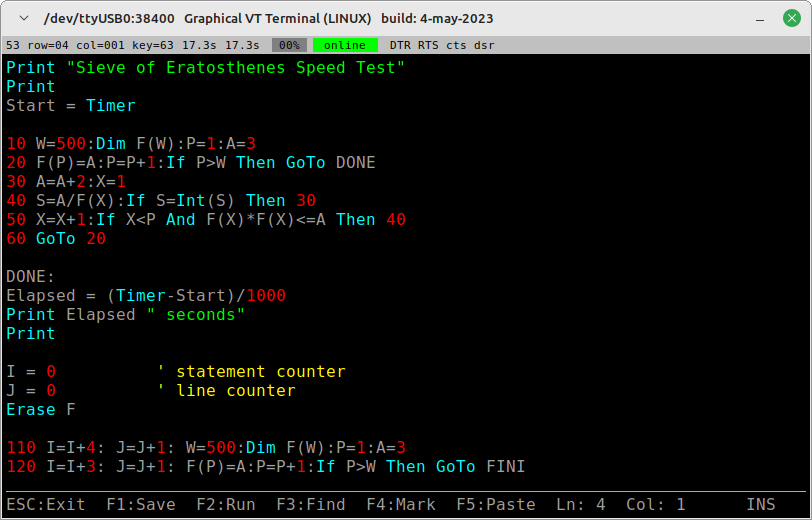 /dev/ttyUSB0:38400 Graphical VT Terminal (LINUX) build: 4-may-2023
53 row=04 col=001 key=63 17.3s 17.3s 00% online DTR RTS cts dsr
Print "Sieve of Eratosthenes Speed Test"
Print
Start = Timer
10 W=500:Dim F(W):P=1:A=3
20 F(P)=A:P=P+1:If P>W Then GoTo DONE
30 A=A+2:X=1
40 S=A/F(X):If S=Int(S) Then 30
50 X=X+1:If X<P And F(X)*F(X)<=A Then 40
60 GoTo 20
DONE:
Elapsed = (Timer-Start)/1000
Print Elapsed " seconds"
Print
I = 0 ' statement counter
J = 0 ' line counter
Erase F
110 I=I+4: J=J+1: W=500:Dim F(W):P=1:A=3
120 I=I+3: J=J+1: F(P)=A:P=P+1:If P>W Then GoTo FINI
ESC:Exit F1:Save F2:Run F3:Find F4:Mark F5:Paste Ln: 4 Col: 1 INS